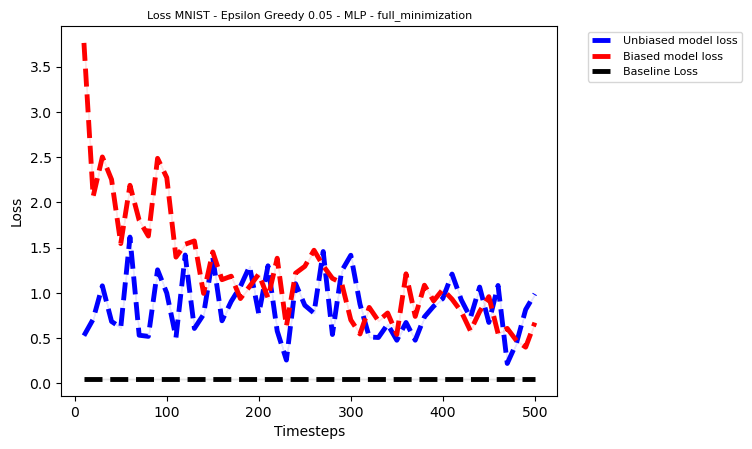 Loss MNIST - Epsilon Greedy 0.05 - MLP - full_minimization
Unbiased model loss
Biased model loss
Baseline Loss
3.5
3.0
2.5
2.0
1.5
1.0
0.5
0.0
Loss
0 100 200 300 400 500
Timesteps